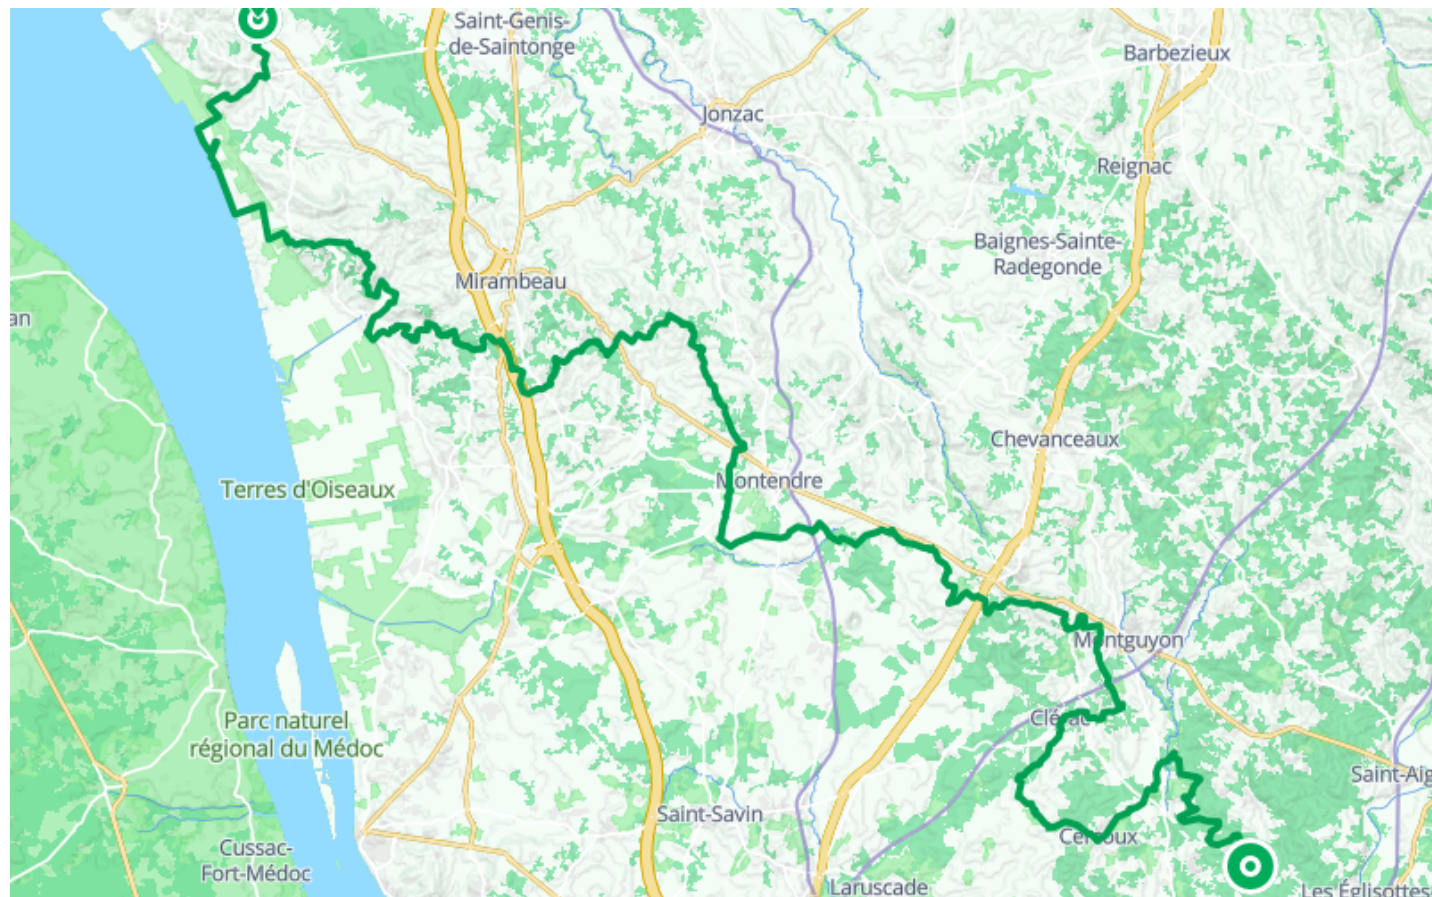 Saint-Genis-
de-Saintonge
Barbezieux
Jonzac
Reignac
Baignes-Sainte-
Radegonde
Mirambeau
an
Chevanceaux
Montendre
Terres d'Oiseaux
Montguyon
Parc naturel
régional du Médoc
Saint-Aig
Saint-Savin
Cussac-
Fort-Médoc
Laruscade
Les Églisottes